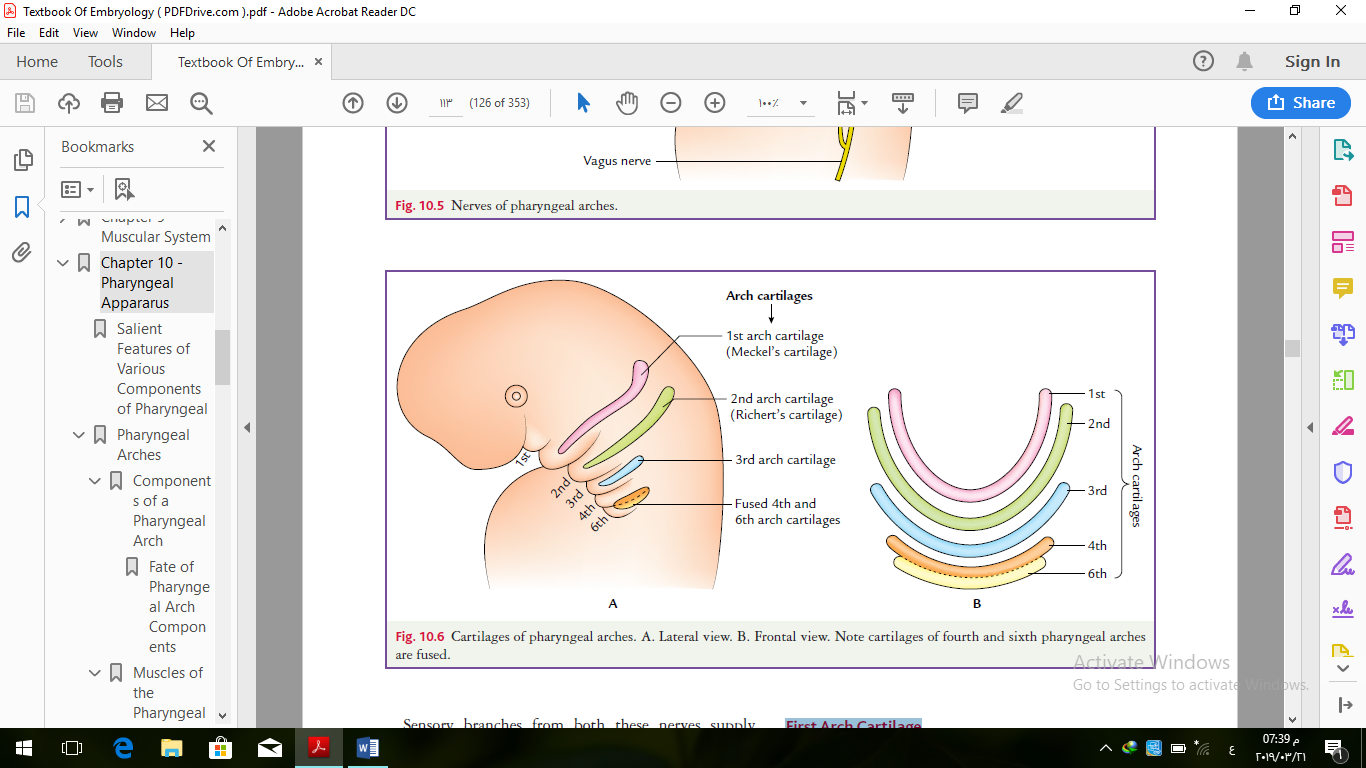 Textbook Of Embryology ( PDFDrive.com ).pdf - Adobe Acrobat Reader DC
File Edit View Window Help
Home Tools Textbook Of Embry... ×
Sign In
١١٣ (126 of 353) ١٠٠٪ Share
Bookmarks
Muscular System
Chapter 10 -
Pharyngeal
Appararus
Salient
Features of
Various
Components
of Pharyngeal
Pharyngeal
Arches
Component
s of a
Pharyngeal
Arch
Fate of
Pharynge
al Arch
Compon
ents
Muscles of
the
Pharyngeal
Vagus nerve
Fig. 10.5 Nerves of pharyngeal arches.
Arch cartilages
1st arch cartilage
(Meckel's cartilage)
2nd arch cartilage
(Richert's cartilage)
3rd arch cartilage
Fused 4th and
6th arch cartilages
1st
2nd
3rd
4th
6th
A
1st
2nd
3rd
4th
6th
Arch cartilages
B
Fig. 10.6 Cartilages of pharyngeal arches. A. Lateral view. B. Frontal view. Note cartilages of fourth and sixth pharyngeal arches
are fused.
Activate Windows
Go to Settings to activate Windows.
Sensory branches from both these nerves supply
First Arch Cartilage
ع
07:39 م
٢٠١٩/٠٣/٢١